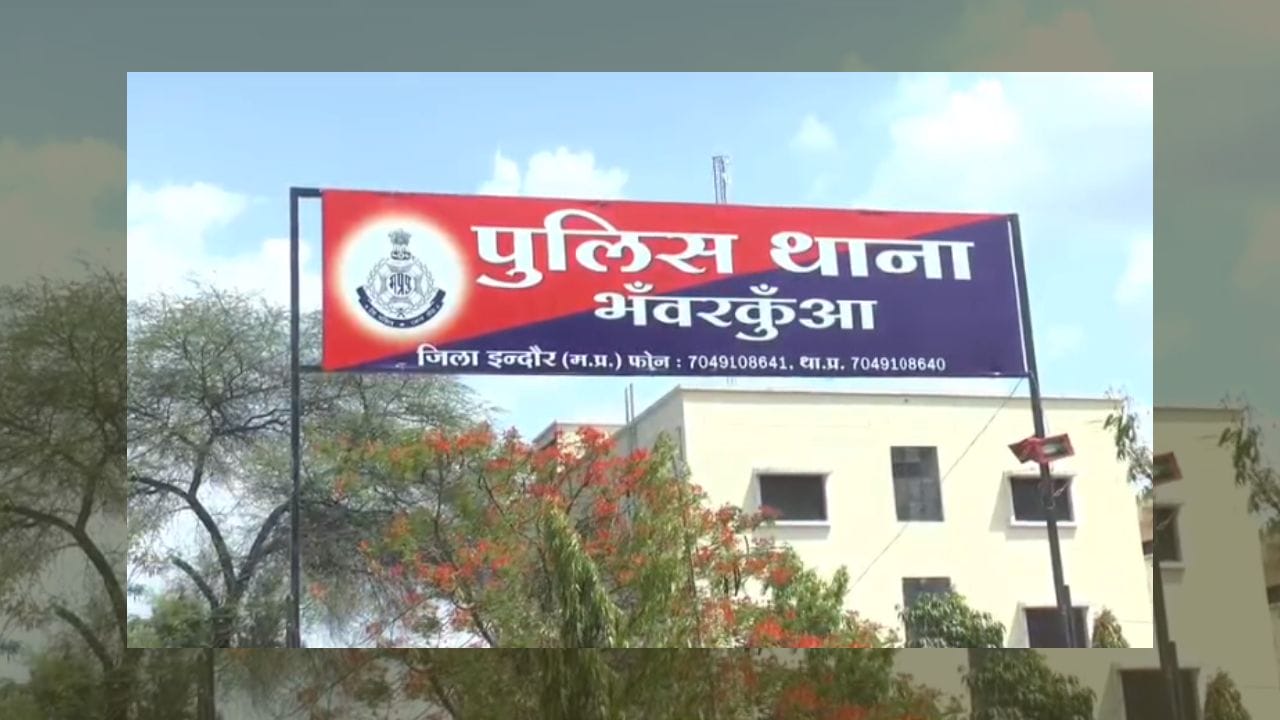 पुलिस थाना
भँवरकुँआ
जिला इन्दौर (म.प्र.) फोन : 7049108641, था.प्र. 7049108640